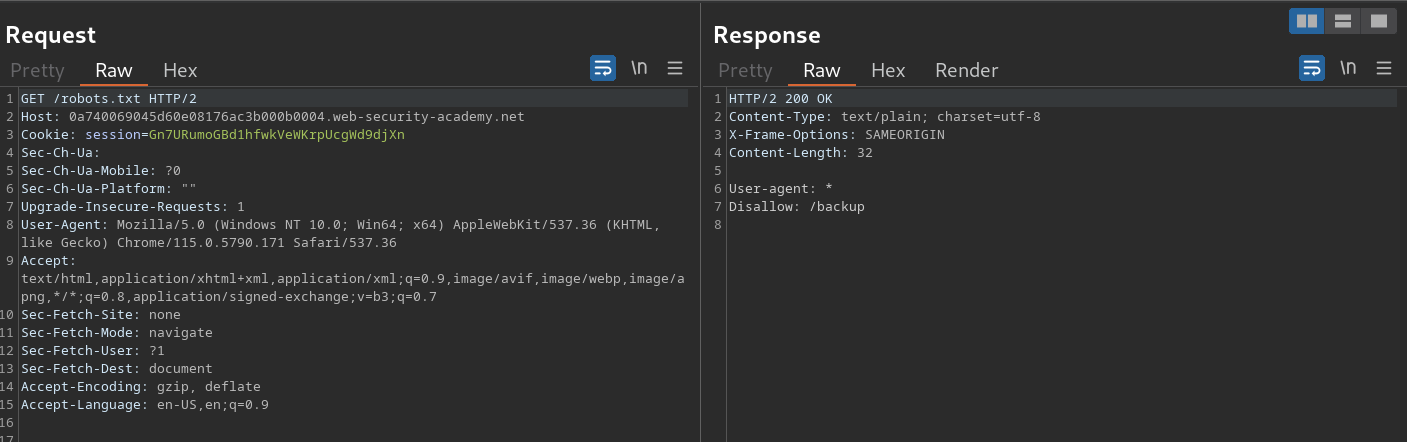 Request
Pretty Raw Hex \n
1 GET /robots.txt HTTP/2
2 Host: 0a740069045d60e08176ac3b000b0004.web-security-academy.net
3 Cookie: session=Gn7URumoGBd1hfwkVeWKrpUcgWd9djXn
4 Sec-Ch-Ua:
5 Sec-Ch-Ua-Mobile: ?0
6 Sec-Ch-Ua-Platform: ""
7 Upgrade-Insecure-Requests: 1
8 User-Agent: Mozilla/5.0 (Windows NT 10.0; Win64; x64) AppleWebKit/537.36 (KHTML,
like Gecko) Chrome/115.0.5790.171 Safari/537.36
9 Accept:
text/html,application/xhtml+xml,application/xml;q=0.9,image/avif,image/webp,image/a
png,*/*;q=0.8,application/signed-exchange;v=b3;q=0.7
10 Sec-Fetch-Site: none
11 Sec-Fetch-Mode: navigate
12 Sec-Fetch-User: ?1
13 Sec-Fetch-Dest: document
14 Accept-Encoding: gzip, deflate
15 Accept-Language: en-US,en;q=0.9
16
17
Response
Pretty Raw Hex Render \n
1 HTTP/2 200 OK
2 Content-Type: text/plain; charset=utf-8
3 X-Frame-Options: SAMEORIGIN
4 Content-Length: 32
5
6 User-agent: *
7 Disallow: /backup
8